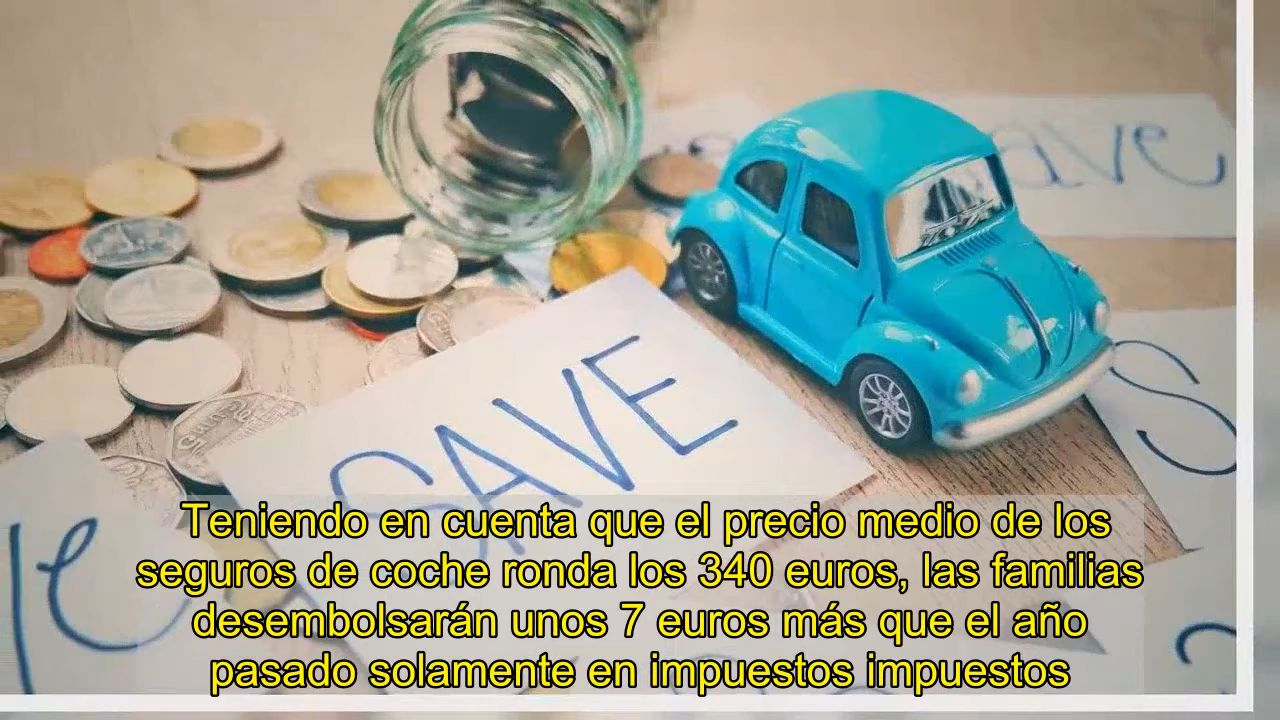 ave
SAVE
S
Teniendo en cuenta que el precio medio de los
seguros de coche ronda los 340 euros, las familias
desembolsarán unos 7 euros más que el año
pasado solamente en impuestos impuestos